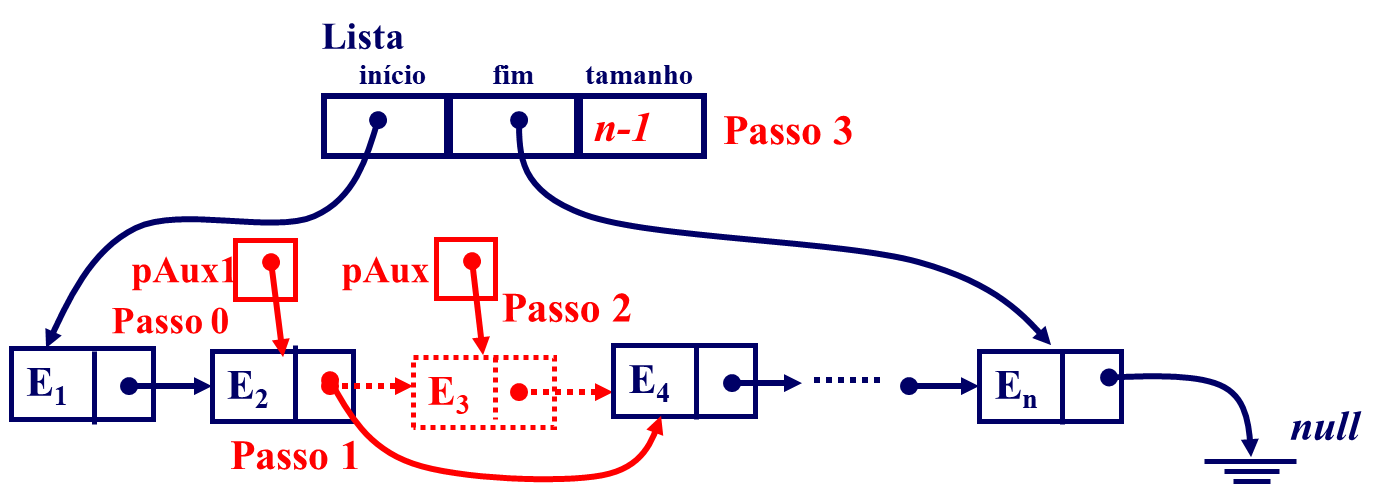 Lista
início fim tamanho
n-1 Passo 3
pAux1 pAux
Passo 0 Passo 2
E1 E2 E3 E4 En
null
Passo 1